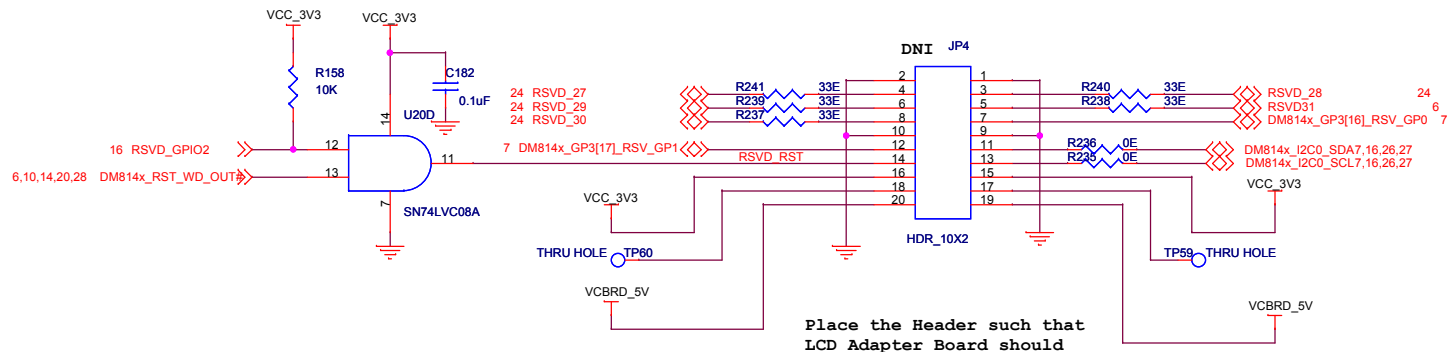 VCC_3V3
VCC_3V3
R158
10K
C182
0.1uF
U20D
14
16 RSVD_GPIO2
12
11
6,10,14,20,28 DM814x_RST_WD_OUT
13
7
SN74LVC08A
DNI JP4
24 RSVD_27 R241 33E 2 1
4 3 R240 33E RSVD_28 24
24 RSVD_29 R239 33E 6 5 R238 33E RSVD31 6
24 RSVD_30 R237 33E 8 7 DM814x_GP3[16]_RSV_GP0 7
10 9
7 DM814x_GP3[17]_RSV_GP1 12 11 R236 0E DM814x_I2C0_SDA7,16,26,27
RSVD_RST 14 13 R235 0E DM814x_I2C0_SCL7,16,26,27
16 15
VCC_3V3 18 17 VCC_3V3
20 19
HDR_10X2
THRU HOLE TP60
TP59 THRU HOLE
VCBRD_5V
VCBRD_5V
Place the Header such that
LCD Adapter Board should